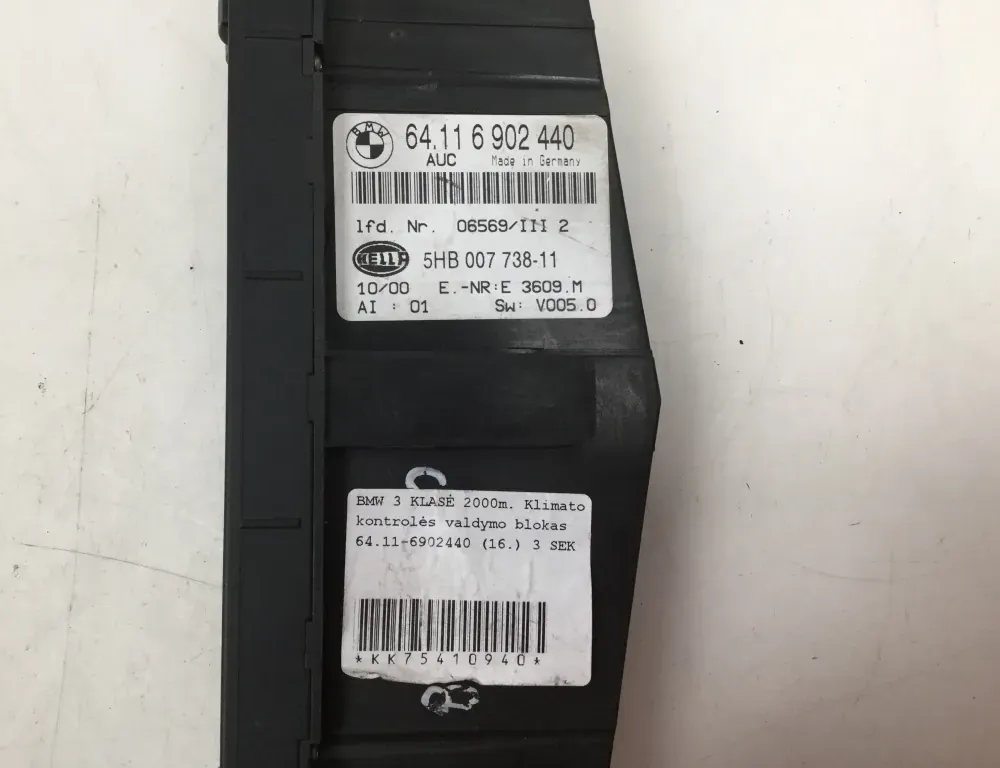 BMW 64.11 6 902 440
AUC Made in Germany
lfd. Nr. 06569/III 2
HELLA 5HB 007 738-11
10/00 E.-NR:E 3609.M
AI : 01 Sw: V005.0
BMW 3 KLASĖ 2000m. Klimato
kontrolės valdymo blokas
64.11-6902440 (16.) 3 SEK
*KK75410940*